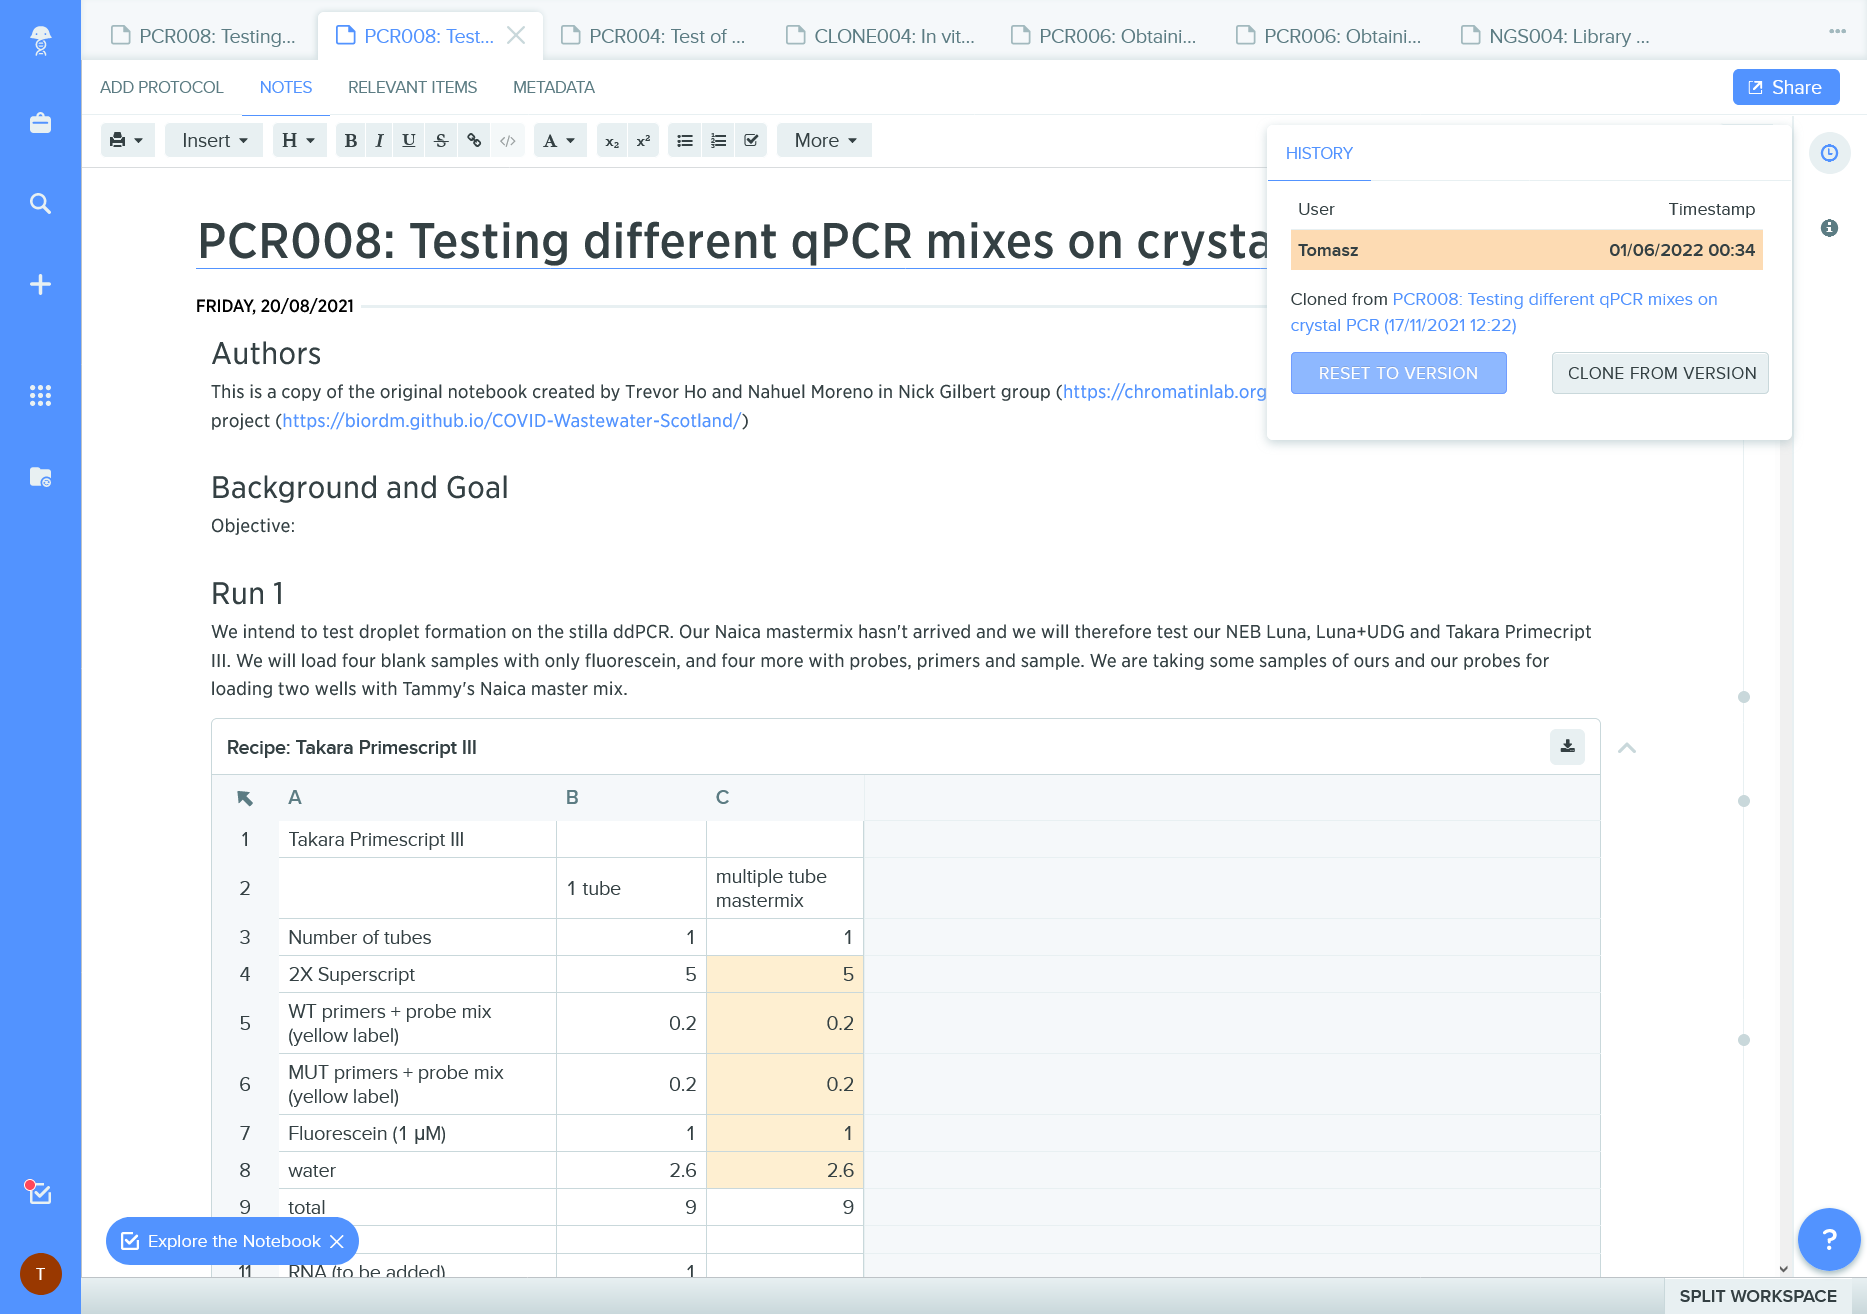 PCR008: Testing...
PCR008: Test...
PCR004: Test of ...
CLONE004: In vit...
PCR006: Obtaini...
PCR006: Obtaini...
NGS004: Library ...
ADD PROTOCOL
NOTES
RELEVANT ITEMS
METADATA
Share
Insert
H
B
I
U
S
</>
A
x₂
x²
More
HISTORY
User Timestamp
Tomasz 01/06/2022 00:34
Cloned from PCR008: Testing different qPCR mixes on
crystal PCR (17/11/2021 12:22)
RESET TO VERSION
CLONE FROM VERSION
PCR008: Testing different qPCR mixes on crysta
FRIDAY, 20/08/2021
Authors
This is a copy of the original notebook created by Trevor Ho and Nahuel Moreno in Nick Gilbert group (https://chromatinlab.org
project (https://biordm.github.io/COVID-Wastewater-Scotland/)
Background and Goal
Objective:
Run 1
We intend to test droplet formation on the stilla ddPCR. Our Naica mastermix hasn't arrived and we will therefore test our NEB Luna, Luna+UDG and Takara Primecript
III. We will load four blank samples with only fluorescein, and four more with probes, primers and sample. We are taking some samples of ours and our probes for
loading two wells with Tammy's Naica master mix.
Recipe: Takara Primescript III
A B C
1 Takara Primescript III
2 1 tube multiple tube
mastermix
3 Number of tubes 1 1
4 2X Superscript 5 5
5 WT primers + probe mix
(yellow label) 0.2 0.2
6 MUT primers + probe mix
(yellow label) 0.2 0.2
7 Fluorescein (1 μM) 1 1
8 water 2.6 2.6
9 total 9 9
11 RNA (to be added) 1
Explore the Notebook
T
?
SPLIT WORKSPACE